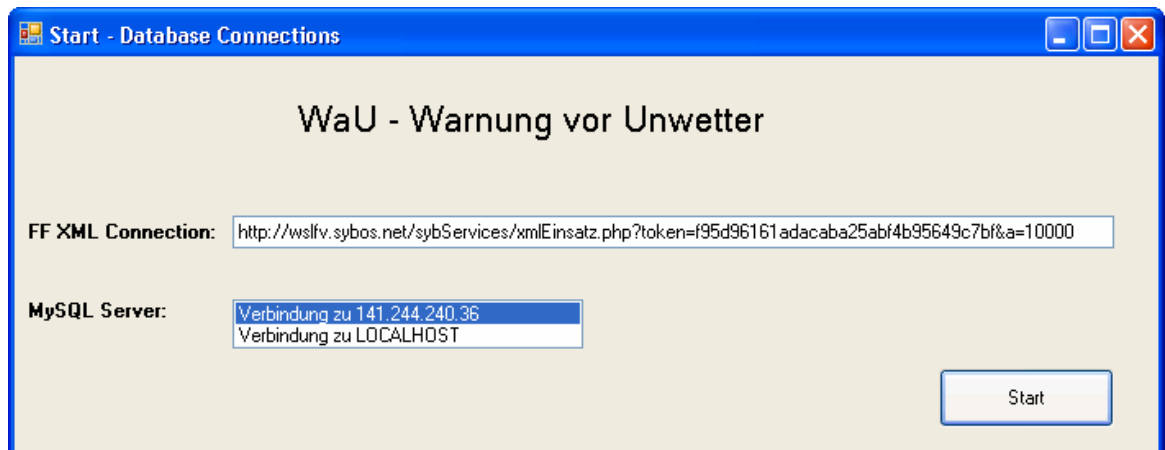 Start - Database Connections
WaU - Warnung vor Unwetter
FF XML Connection: http://wslfv.sybos.net/sybServices/xmlEinsatz.php?token=f95d96161adacaba25abf4b95649c7bf&a=10000
MySQL Server: Verbindung zu 141.244.240.36
Verbindung zu LOCALHOST
Start